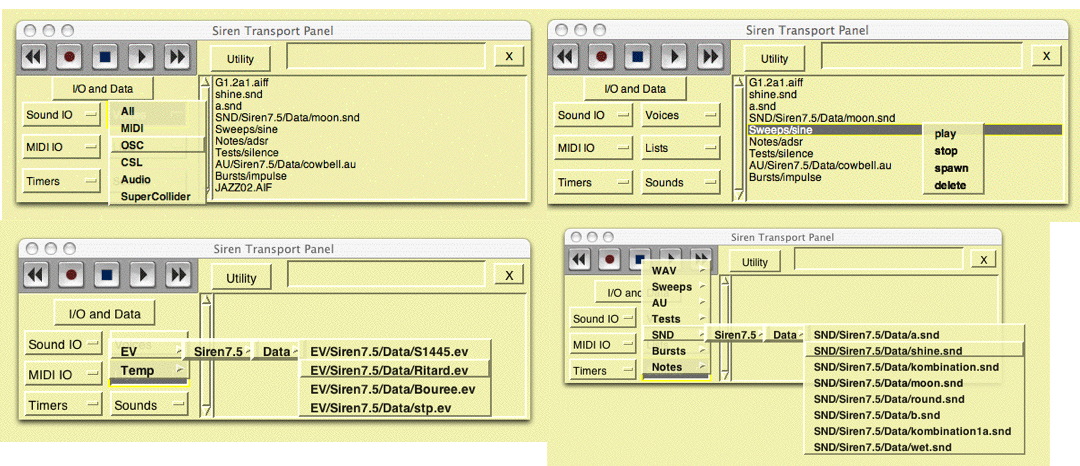 Siren Transport Panel
Utility
X
I/O and Data
Sound IO
MIDI IO
Timers
All
MIDI
OSC
CSL
Audio
SuperCollider
G1.2a1.aiff
shine.snd
a.snd
SND/Siren7.5/Data/moon.snd
Sweeps/sine
Notes/adsr
Tests/silence
AU/Siren7.5/Data/cowbell.au
Bursts/impulse
JAZZ02.AIF
Siren Transport Panel
Utility
X
I/O and Data
Sound IO
Voices
MIDI IO
Lists
Timers
Sounds
G1.2a1.aiff
shine.snd
a.snd
SND/Siren7.5/Data/moon.snd
Sweeps/sine
Notes/adsr
Tests/silence
AU/Siren7.5/Data/cowbell.au
Bursts/impulse
play
stop
spawn
delete
Siren Transport Panel
Utility
X
I/O and Data
Sound IO
MIDI IO
Timers
Sounds
EV
Temp
Siren7.5
Data
EV/Siren7.5/Data/S1445.ev
EV/Siren7.5/Data/Ritard.ev
EV/Siren7.5/Data/Bouree.ev
EV/Siren7.5/Data/stp.ev
Siren Transport Panel
Utility
X
I/O and
Sound IO
MIDI IO
Timers
WAV
Sweeps
AU
Tests
SND
Bursts
Notes
Siren7.5
Data
SND/Siren7.5/Data/a.snd
SND/Siren7.5/Data/shine.snd
SND/Siren7.5/Data/kombination.snd
SND/Siren7.5/Data/moon.snd
SND/Siren7.5/Data/round.snd
SND/Siren7.5/Data/b.snd
SND/Siren7.5/Data/kombination1a.snd
SND/Siren7.5/Data/wet.snd